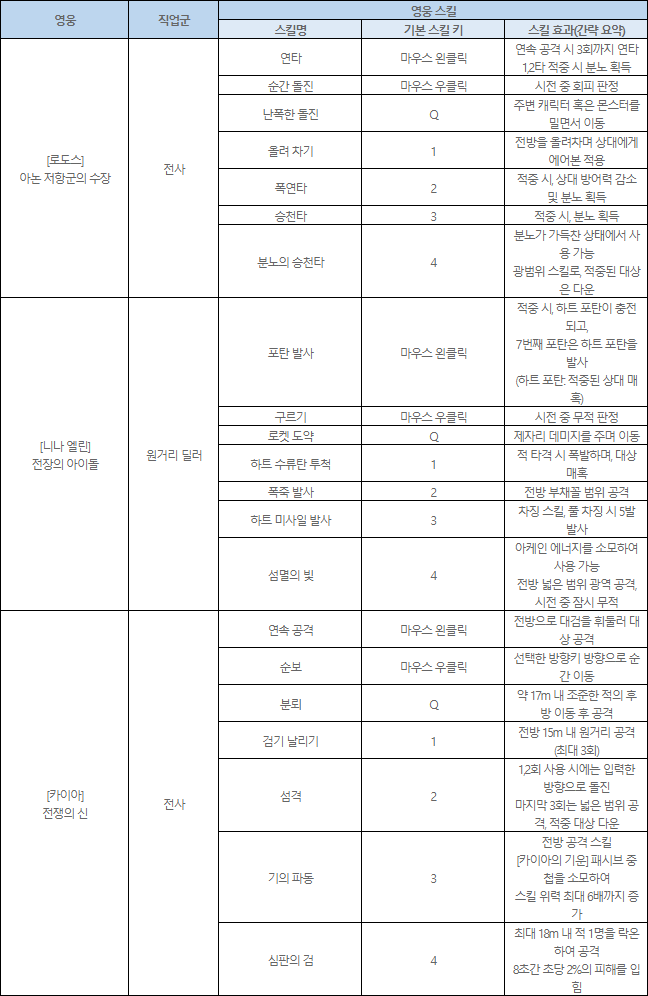 영웅
직업군
영웅 스킬
스킬명
기본 스킬 키
스킬 효과(간략 요약)
[로도스]
아논 저항군의 수장
전사
연타
마우스 왼클릭
연속 공격 시 3회까지 연타
1,2타 적중 시 분노 획득
순간 돌진
마우스 우클릭
시전 중 회피 판정
난폭한 돌진
Q
주변 캐릭터 혹은 몬스터를
밀면서 이동
올려 차기
1
전방을 올려차며 상대에게
에어본 적용
폭연타
2
적중 시, 상대 방어력 감소
및 분노 획득
승천타
3
적중 시, 분노 획득
분노의 승천타
4
분노가 가득찬 상태에서 사
용 가능
광범위 스킬로, 적중된 대상
은 다운
[니나 엘린]
전장의 아이돌
원거리 딜러
포탄 발사
마우스 왼클릭
적중 시, 하트 포탄이 충전
되고,
7번째 포탄은 하트 포탄을
발사
(하트 포탄: 적중된 상대 매
혹)
구르기
마우스 우클릭
시전 중 무적 판정
로켓 도약
Q
제자리 데미지를 주며 이동
하트 수류탄 투척
1
적 타격 시 폭발하며, 대상
매혹
폭죽 발사
2
전방 부채꼴 범위 공격
하트 미사일 발사
3
차징 스킬, 풀 차징 시 5발
발사
섬멸의 빛
4
아케인 에너지를 소모하여
사용 가능
전방 넓은 범위 광역 공격,
시전 중 잠시 무적
[카이아]
전쟁의 신
전사
연속 공격
마우스 왼클릭
전방으로 대검을 휘둘러 대
상 공격
순보
마우스 우클릭
선택한 방향키 방향으로 순
간 이동
분뢰
Q
약 17m 내 조준한 적의 후
방 이동 후 공격
검기 날리기
1
전방 15m 내 원거리 공격
(최대 3회)
섬격
2
1,2회 사용 시에는 입력한
방향으로 돌진
마지막 3회는 넓은 범위 공
격, 적중 대상 다운
기의 파동
3
전방 공격 스킬
[카이아의 기운] 패시브 중
첩을 소모하여
스킬 위력 최대 6배까지 증
가
심판의 검
4
최대 18m 내 적 1명을 락온
하여 공격
8초간 초당 2%의 피해를 입
힘